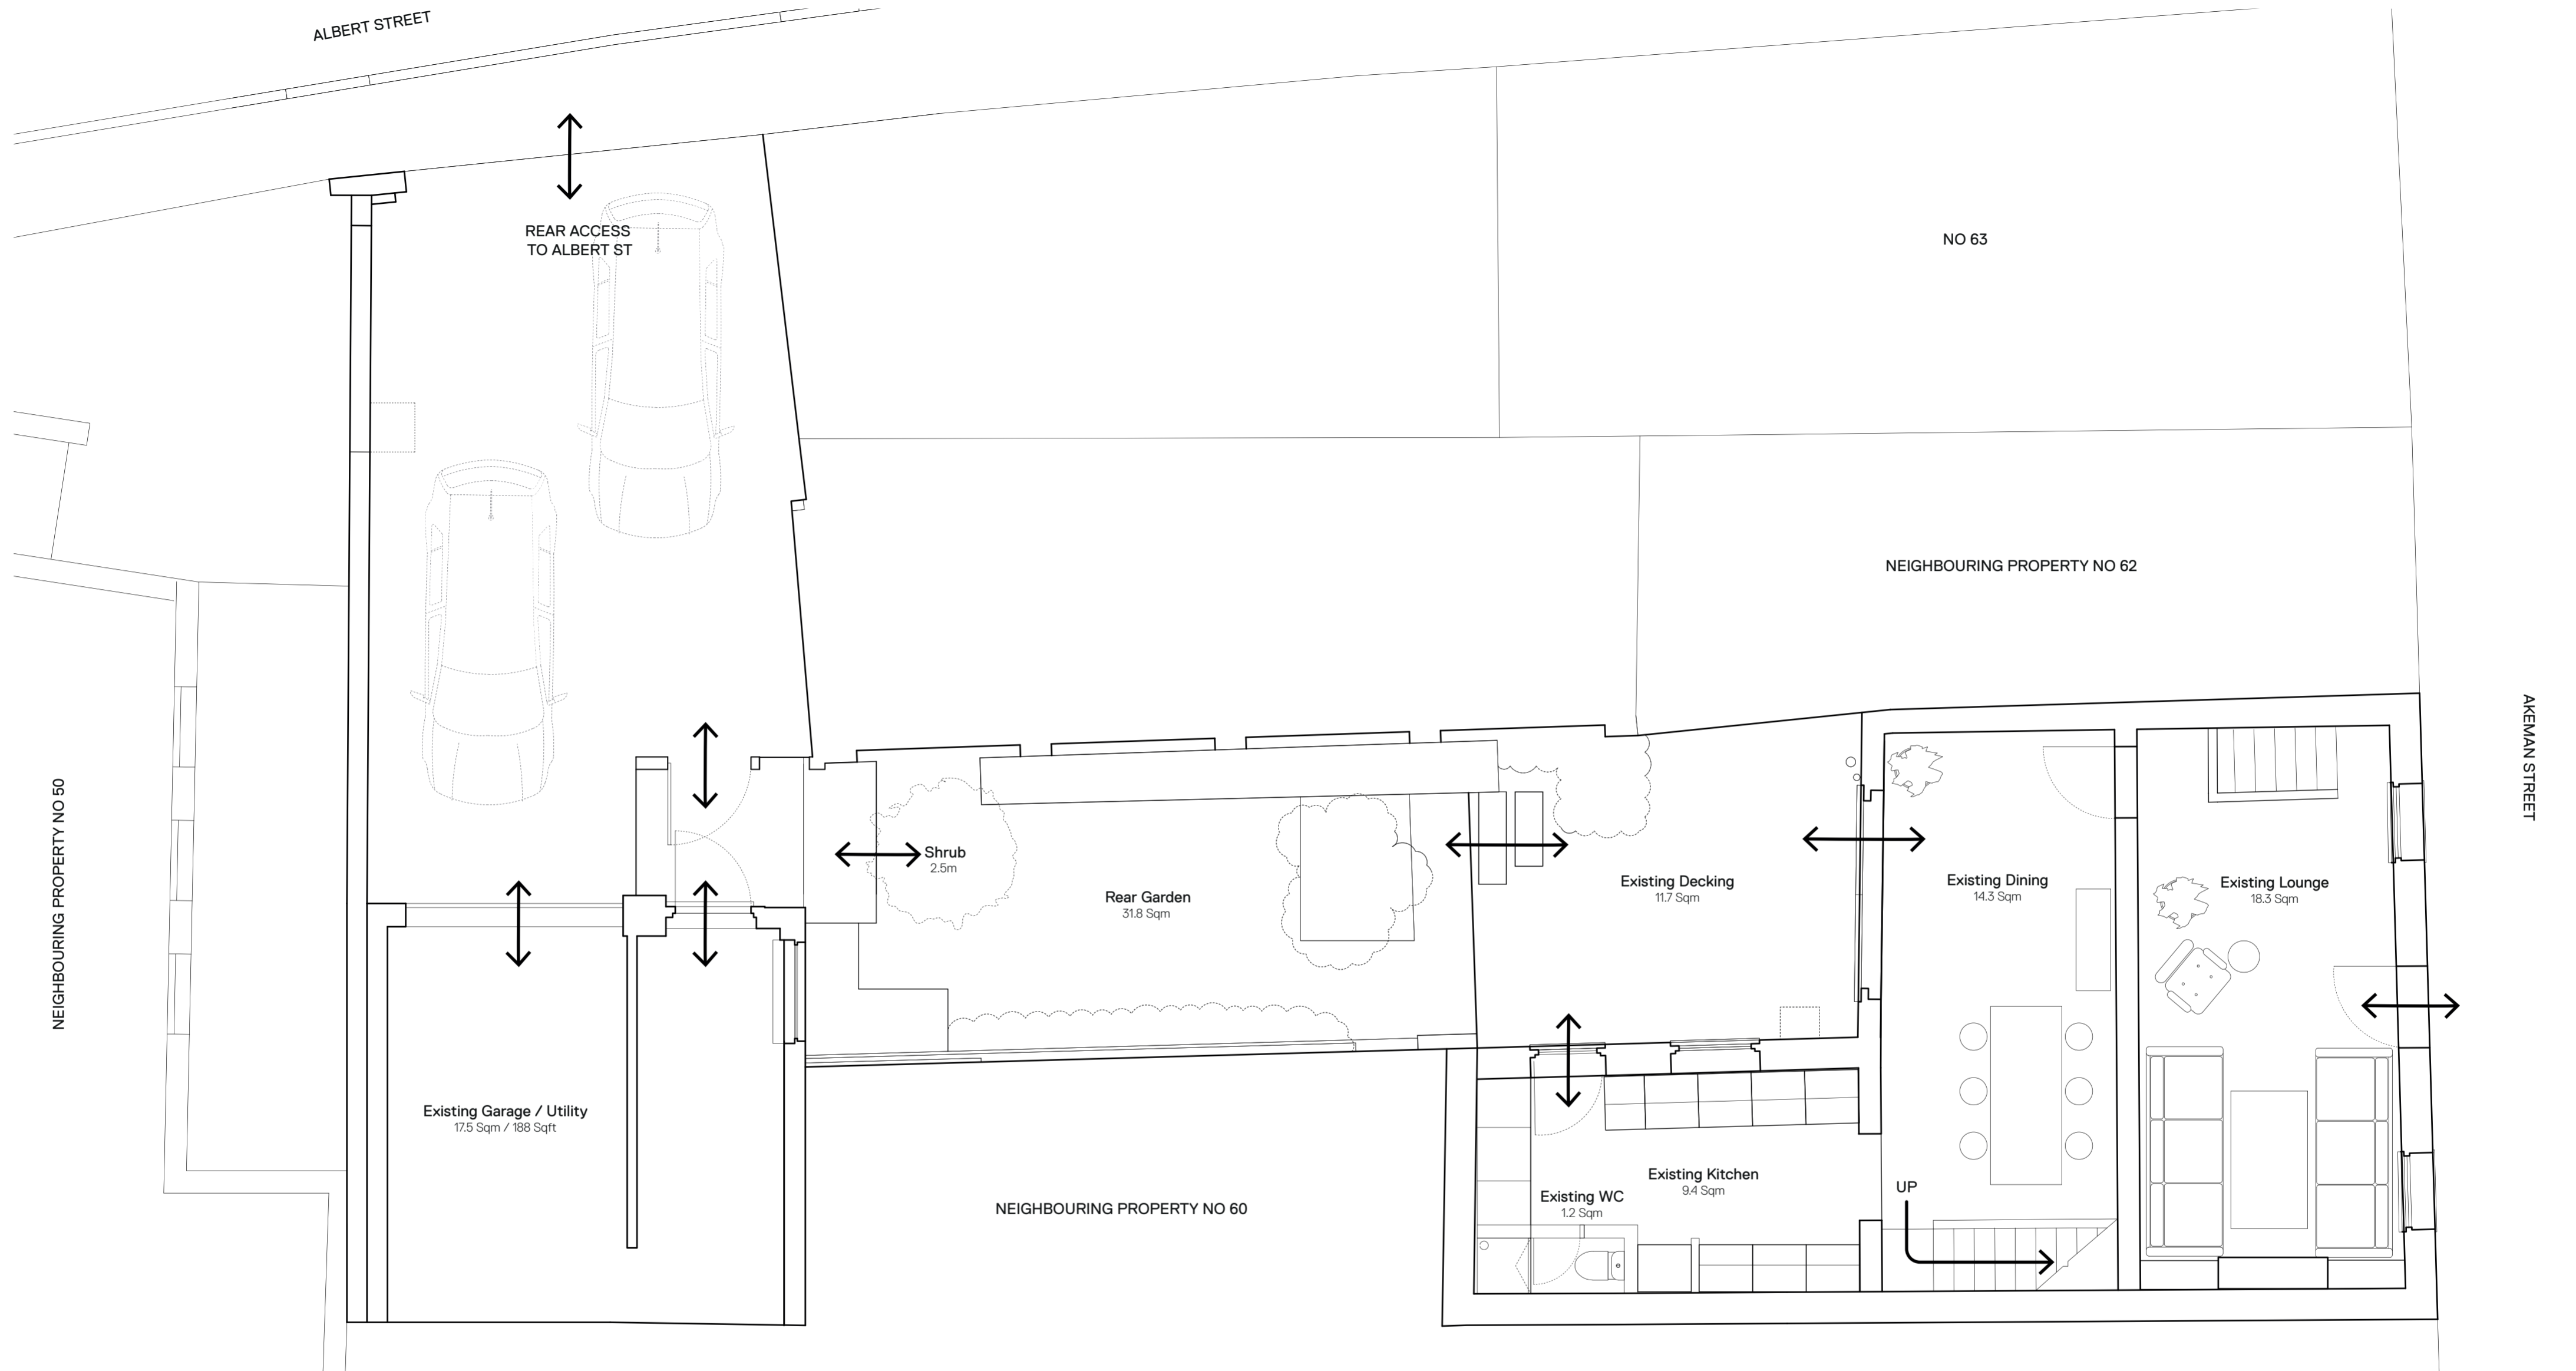 ALBERT STREET
REAR ACCESS
TO ALBERT ST
NO 63
NEIGHBOURING PROPERTY NO 62
AKEMAN STREET
NEIGHBOURING PROPERTY NO 50
Shrub
2.5m
Rear Garden
31.8 Sqm
Existing Decking
11.7 Sqm
Existing Dining
14.3 Sqm
Existing Lounge
18.3 Sqm
Existing Garage / Utility
17.5 Sqm / 188 Sqft
NEIGHBOURING PROPERTY NO 60
Existing WC
1.2 Sqm
Existing Kitchen
9.4 Sqm
UP